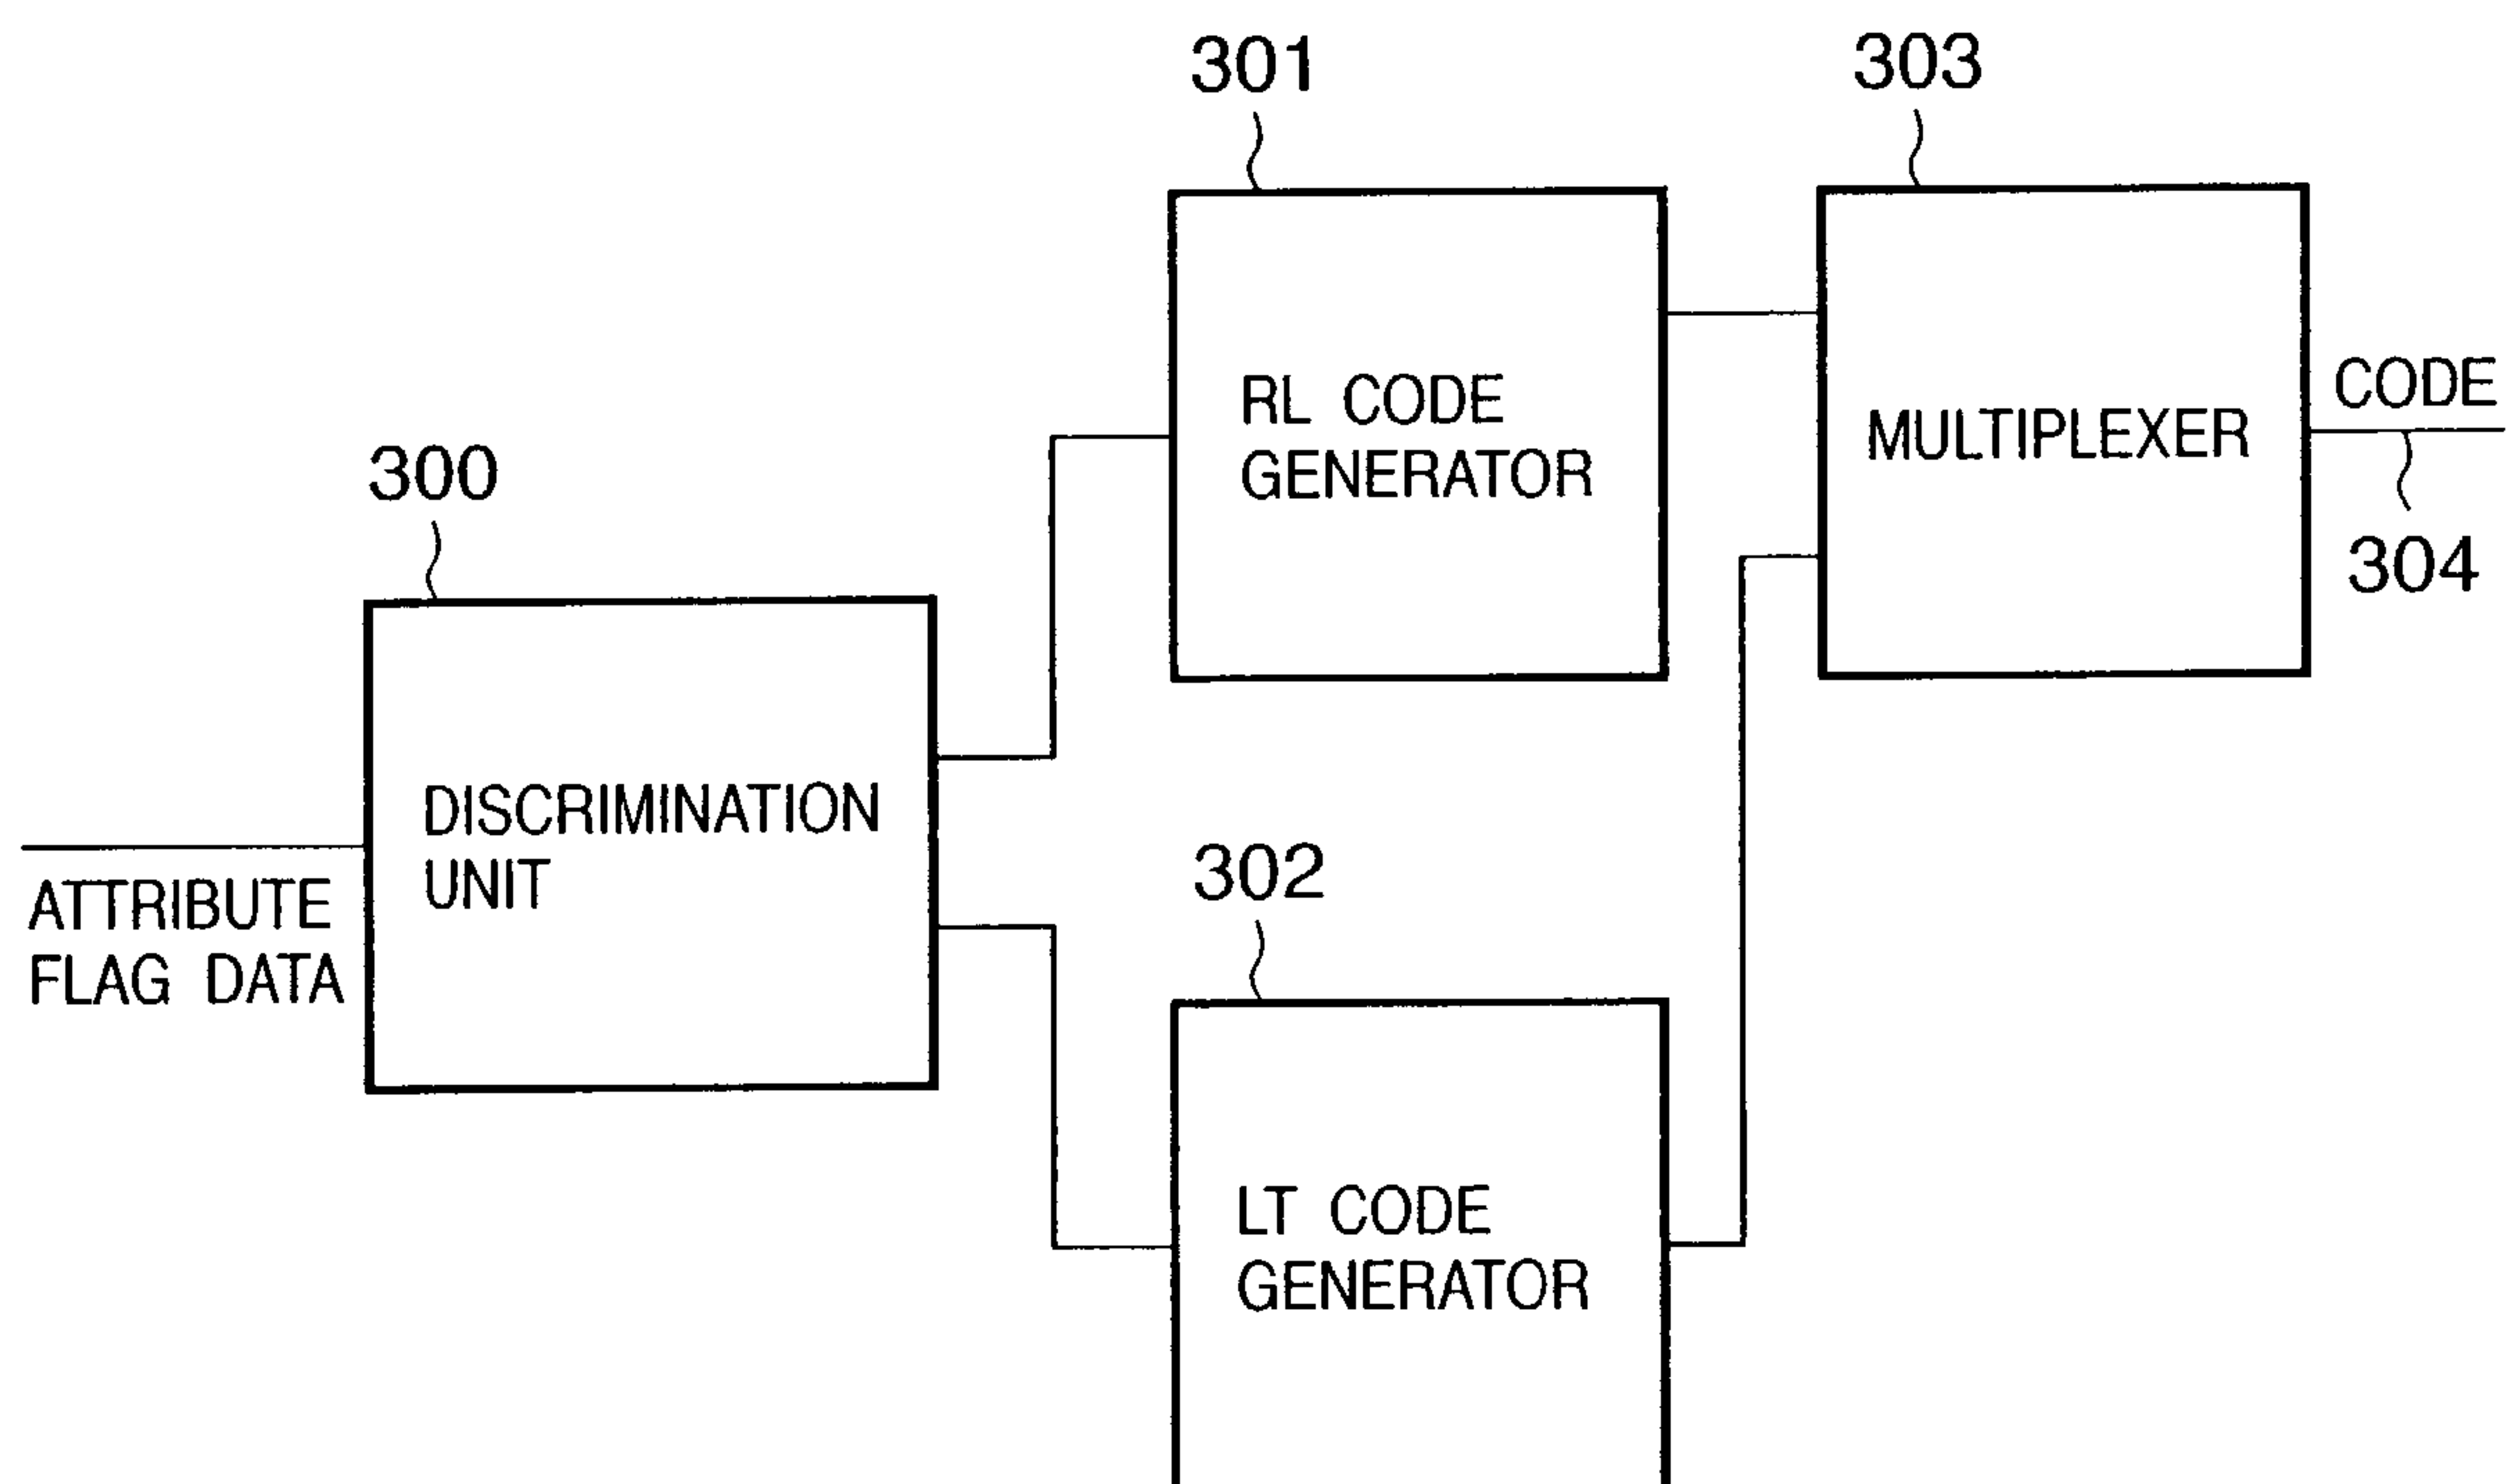 301
303
RL CODE
GENERATOR
MULTIPLEXER
CODE
304
300
DISCRIMINATION
UNIT
ATTRIBUTE
FLAG DATA
302
LT CODE
GENERATOR